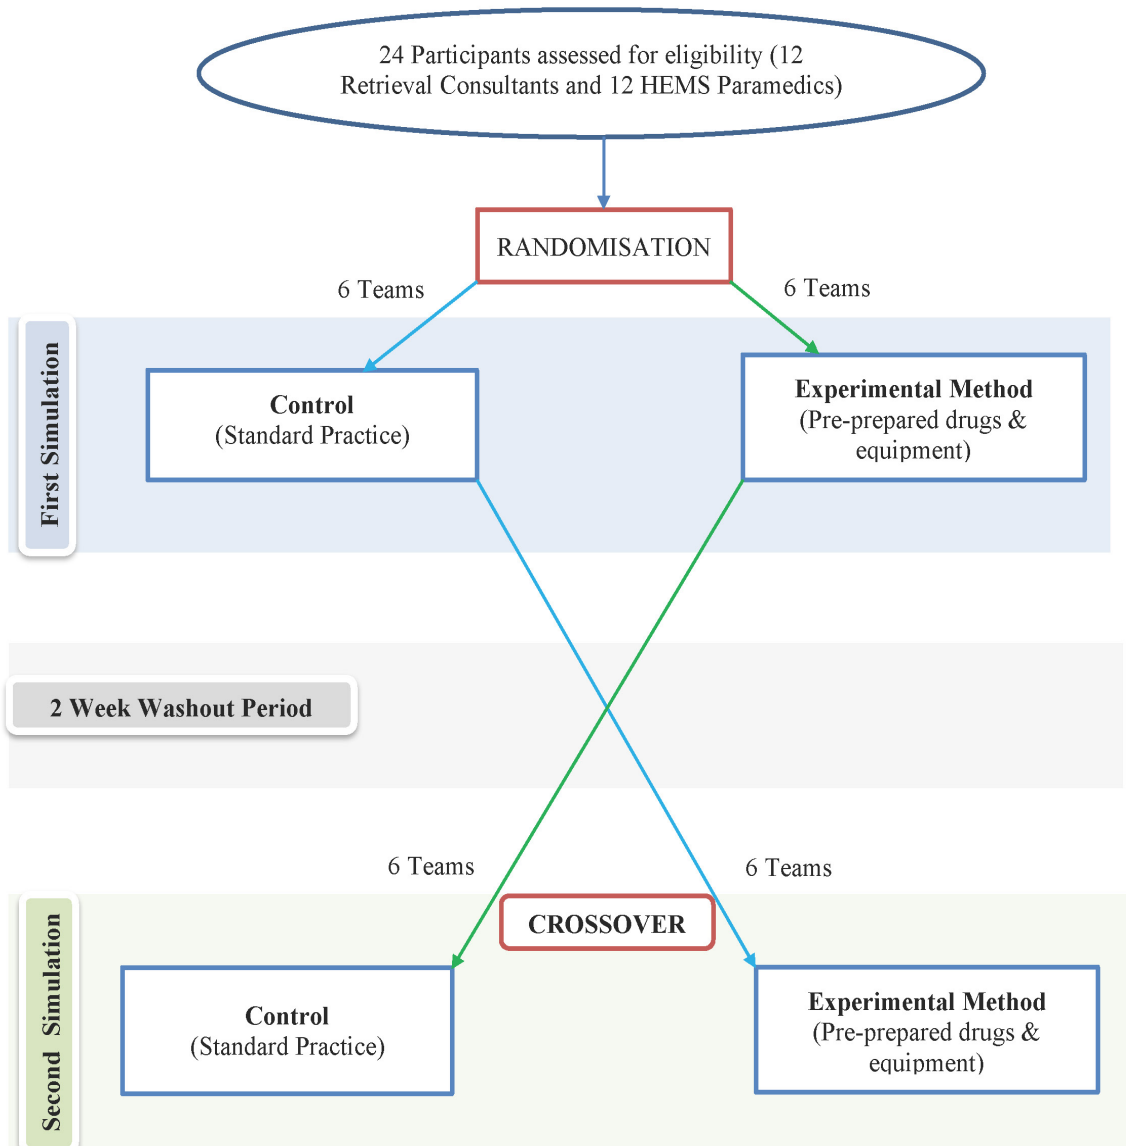 24 Participants assessed for eligibility (12
Retrieval Consultants and 12 HEMS Paramedics)
RANDOMISATION
6 Teams
6 Teams
First Simulation
Control
(Standard Practice)
Experimental Method
(Pre-prepared drugs &
equipment)
2 Week Washout Period
6 Teams
6 Teams
CROSSOVER
Second Simulation
Control
(Standard Practice)
Experimental Method
(Pre-prepared drugs &
equipment)